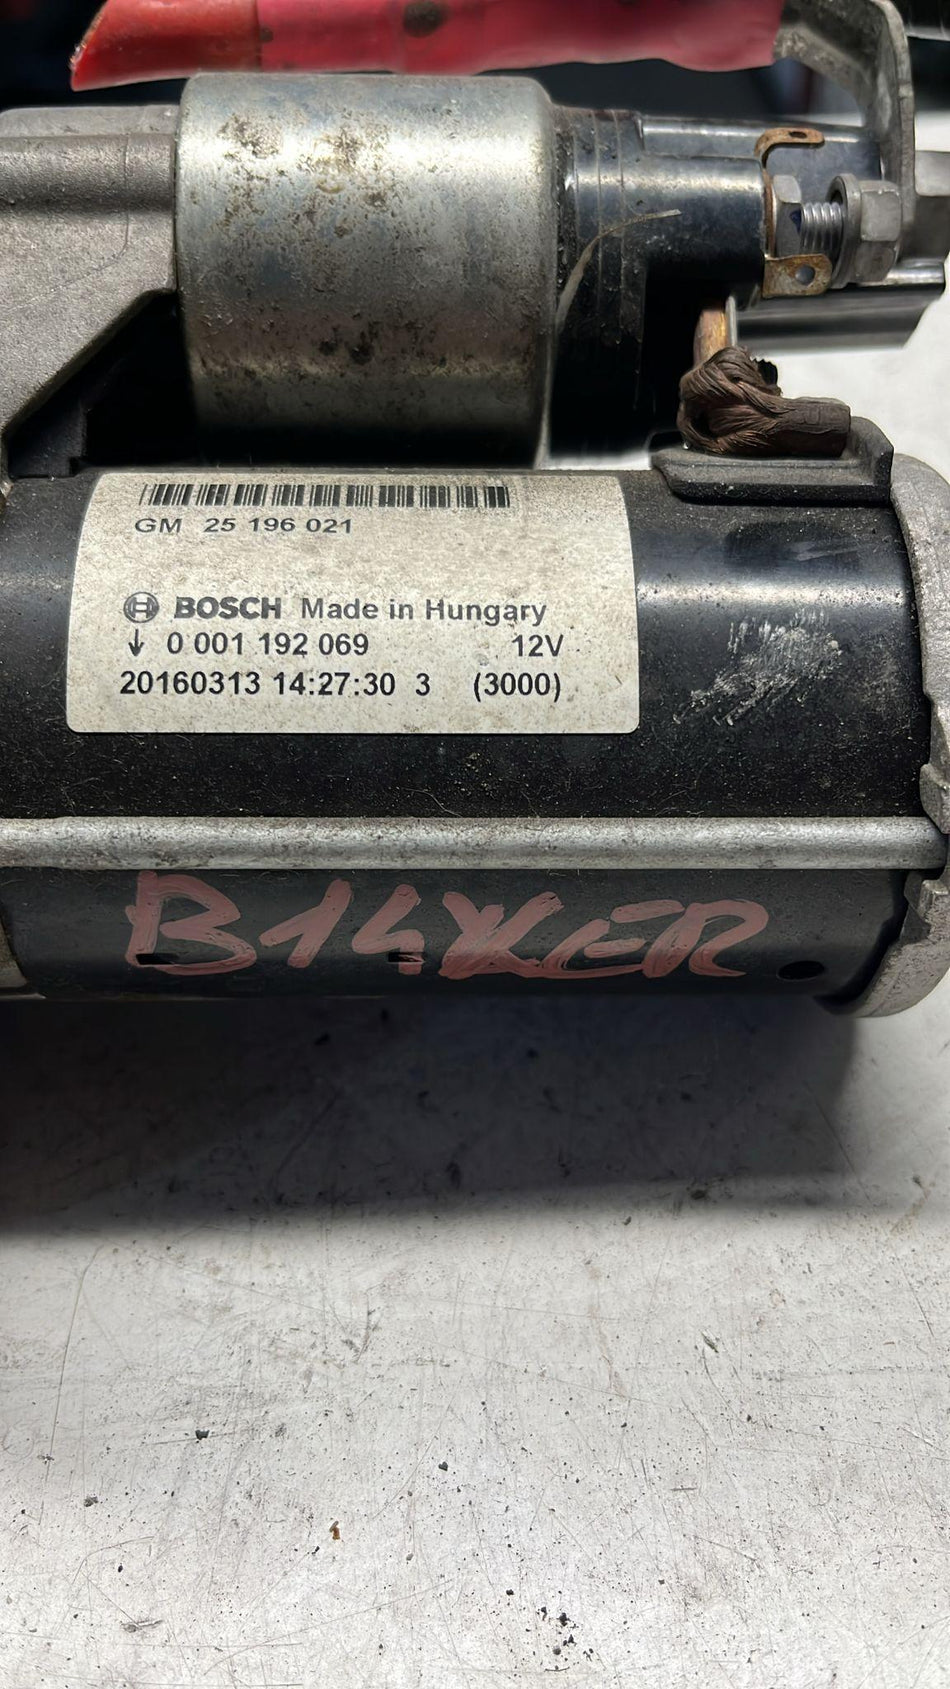 GM 25 196 021
BOSCH Made in Hungary
↓ 0 001 192 069 12V
20160313 14:27:30 3 (3000)
B14XER